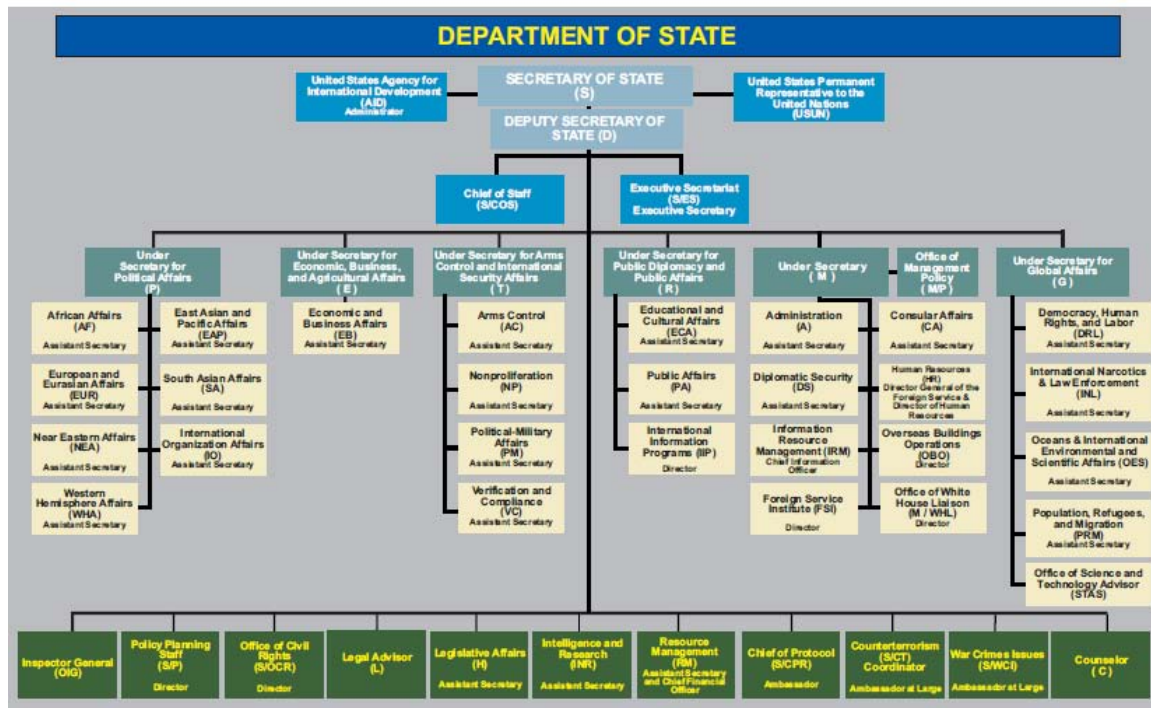 DEPARTMENT OF STATE
United States Agency for
International Development
(AID)
Administrator
SECRETARY OF STATE
(S)
United States Permanent
Representative to the
United Nations
(USUN)
DEPUTY SECRETARY OF
STATE (D)
Chief of Staff
(S/COS)
Executive Secretariat
(S/ES)
Executive Secretary
Under
Secretary for
Political Affairs
(P)
Under Secretary for
Economic, Business,
and Agricultural Affairs
( E )
Under Secretary for Arms
Control and International
Security Affairs
( T )
Under Secretary for
Public Diplomacy and
Public Affairs
( R )
Under Secretary
( M )
Office of
Management
Policy
(M/P)
Under Secretary for
Global Affairs
( G )
African Affairs
(AF)
Assistant Secretary
East Asian and
Pacific Affairs
(EAP)
Assistant Secretary
European and
Eurasian Affairs
(EUR)
Assistant Secretary
South Asian Affairs
(SA)
Assistant Secretary
Near Eastern Affairs
(NEA)
Assistant Secretary
International
Organization Affairs
(IO)
Assistant Secretary
Western
Hemisphere Affairs
(WHA)
Assistant Secretary
Economic and
Business Affairs
(EB)
Assistant Secretary
Arms Control
(AC)
Assistant Secretary
Nonproliferation
(NP)
Assistant Secretary
Political-Military
Affairs
(PM)
Assistant Secretary
Verification and
Compliance
(VC)
Assistant Secretary
Educational and
Cultural Affairs
(ECA)
Assistant Secretary
Public Affairs
(PA)
Assistant Secretary
International
Information
Programs (IIP)
Director
Administration
(A)
Assistant Secretary
Consular Affairs
(CA)
Assistant Secretary
Diplomatic Security
(DS)
Assistant Secretary
Human Resources (HR)
Director General of the
Foreign Service &
Director of Human
Resources
Information
Resource
Management (IRM)
Chief Information
Officer
Overseas Buildings
Operations
(OBO)
Director
Foreign Service
Institute (FSI)
Director
Office of White
House Liaison
(M / WHL)
Director
Democracy, Human
Rights, and Labor
(DRL)
Assistant Secretary
International Narcotics
& Law Enforcement
(INL)
Assistant Secretary
Oceans & International
Environmental and
Scientific Affairs (OES)
Assistant Secretary
Population, Refugees,
and Migration
(PRM)
Assistant Secretary
Office of Science and
Technology Advisor
(STAS)
Inspector General
(OIG)
Policy Planning
Staff
(S/P)
Director
Office of Civil
Rights
(S/OCR)
Director
Legal Advisor
(L)
Legislative Affairs
(H)
Assistant Secretary
Intelligence and
Research
(INR)
Assistant Secretary
Resource
Management
(RM)
Assistant Secretary
and Chief Financial
Officer
Chief of Protocol
(S/CPR)
Ambassador
Counterterrorism
(S/CT)
Coordinator
Ambassador at Large
War Crimes Issues
(S/WCI)
Ambassador at Large
Counselor
( C )